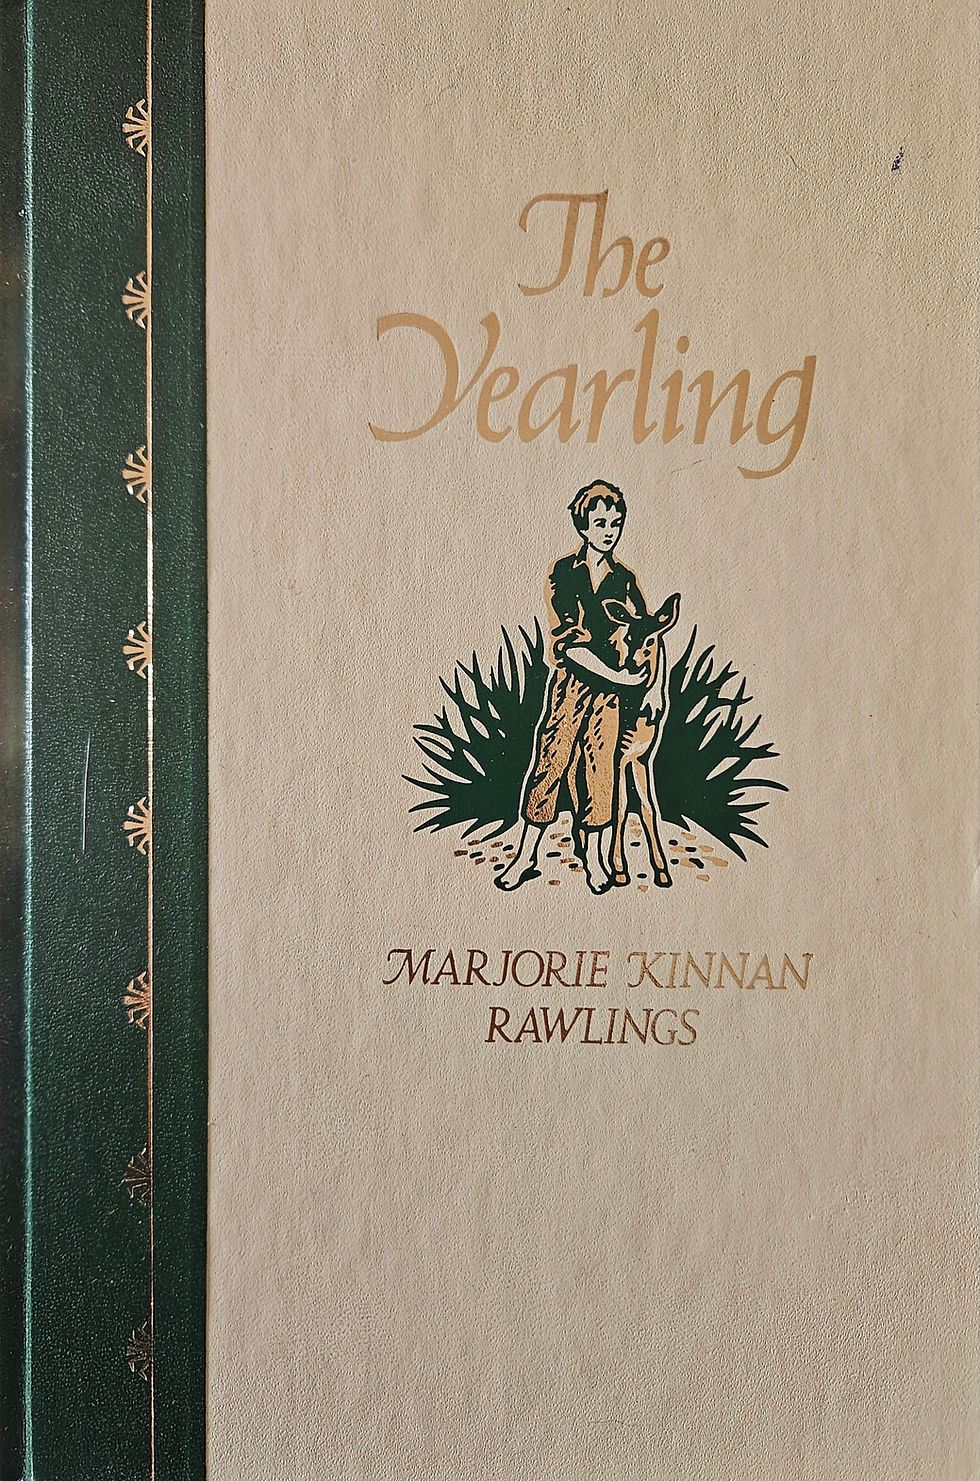 The
Yearling
MARJORIE KINNAN
RAWLINGS